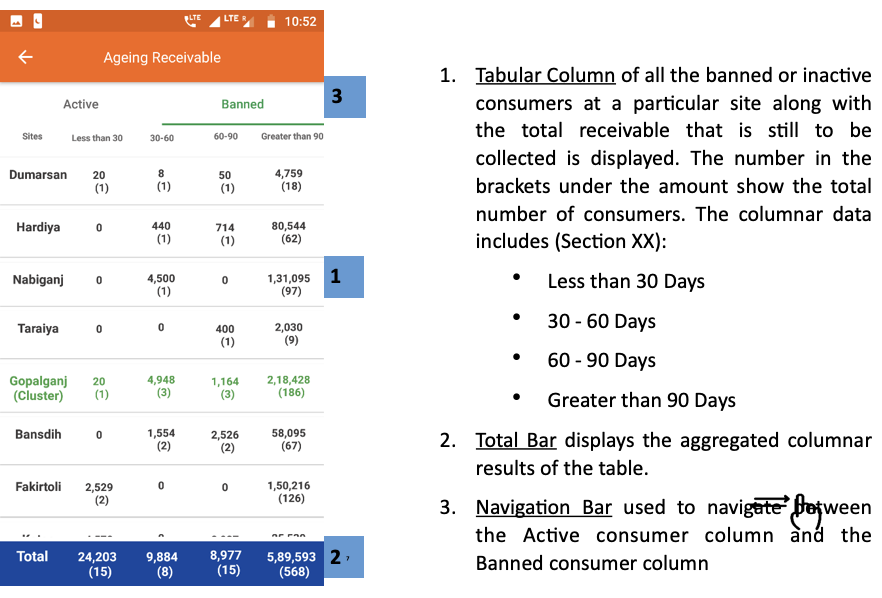 LTE LTE R 10:52
Ageing Receivable
Active Banned
3
Sites Less than 30 30-60 60-90 Greater than 90
Dumarsan 20 8 50 4,759
(1) (1) (1) (18)
Hardiya 0 440 714 80,544
(1) (1) (62)
Nabiganj 0 4,500 0 1,31,095
(1) (97)
1
Taraiya 0 0 400 2,030
(1) (9)
Gopalganj 20 4,948 1,164 2,18,428
(Cluster) (1) (3) (3) (186)
Bansdih 0 1,554 2,526 58,095
(2) (2) (67)
Fakirtoli 2,529 0 0 1,50,216
(2) (126)
Total 24,203 9,884 8,977 5,89,593
(15) (8) (15) (568)
2 ,
1. Tabular Column of all the banned or inactive
consumers at a particular site along with
the total receivable that is still to be
collected is displayed. The number in the
brackets under the amount show the total
number of consumers. The columnar data
includes (Section XX):
• Less than 30 Days
• 30 - 60 Days
• 60 - 90 Days
• Greater than 90 Days
2. Total Bar displays the aggregated columnar
results of the table.
3. Navigation Bar used to navigate between
the Active consumer column and the
Banned consumer column